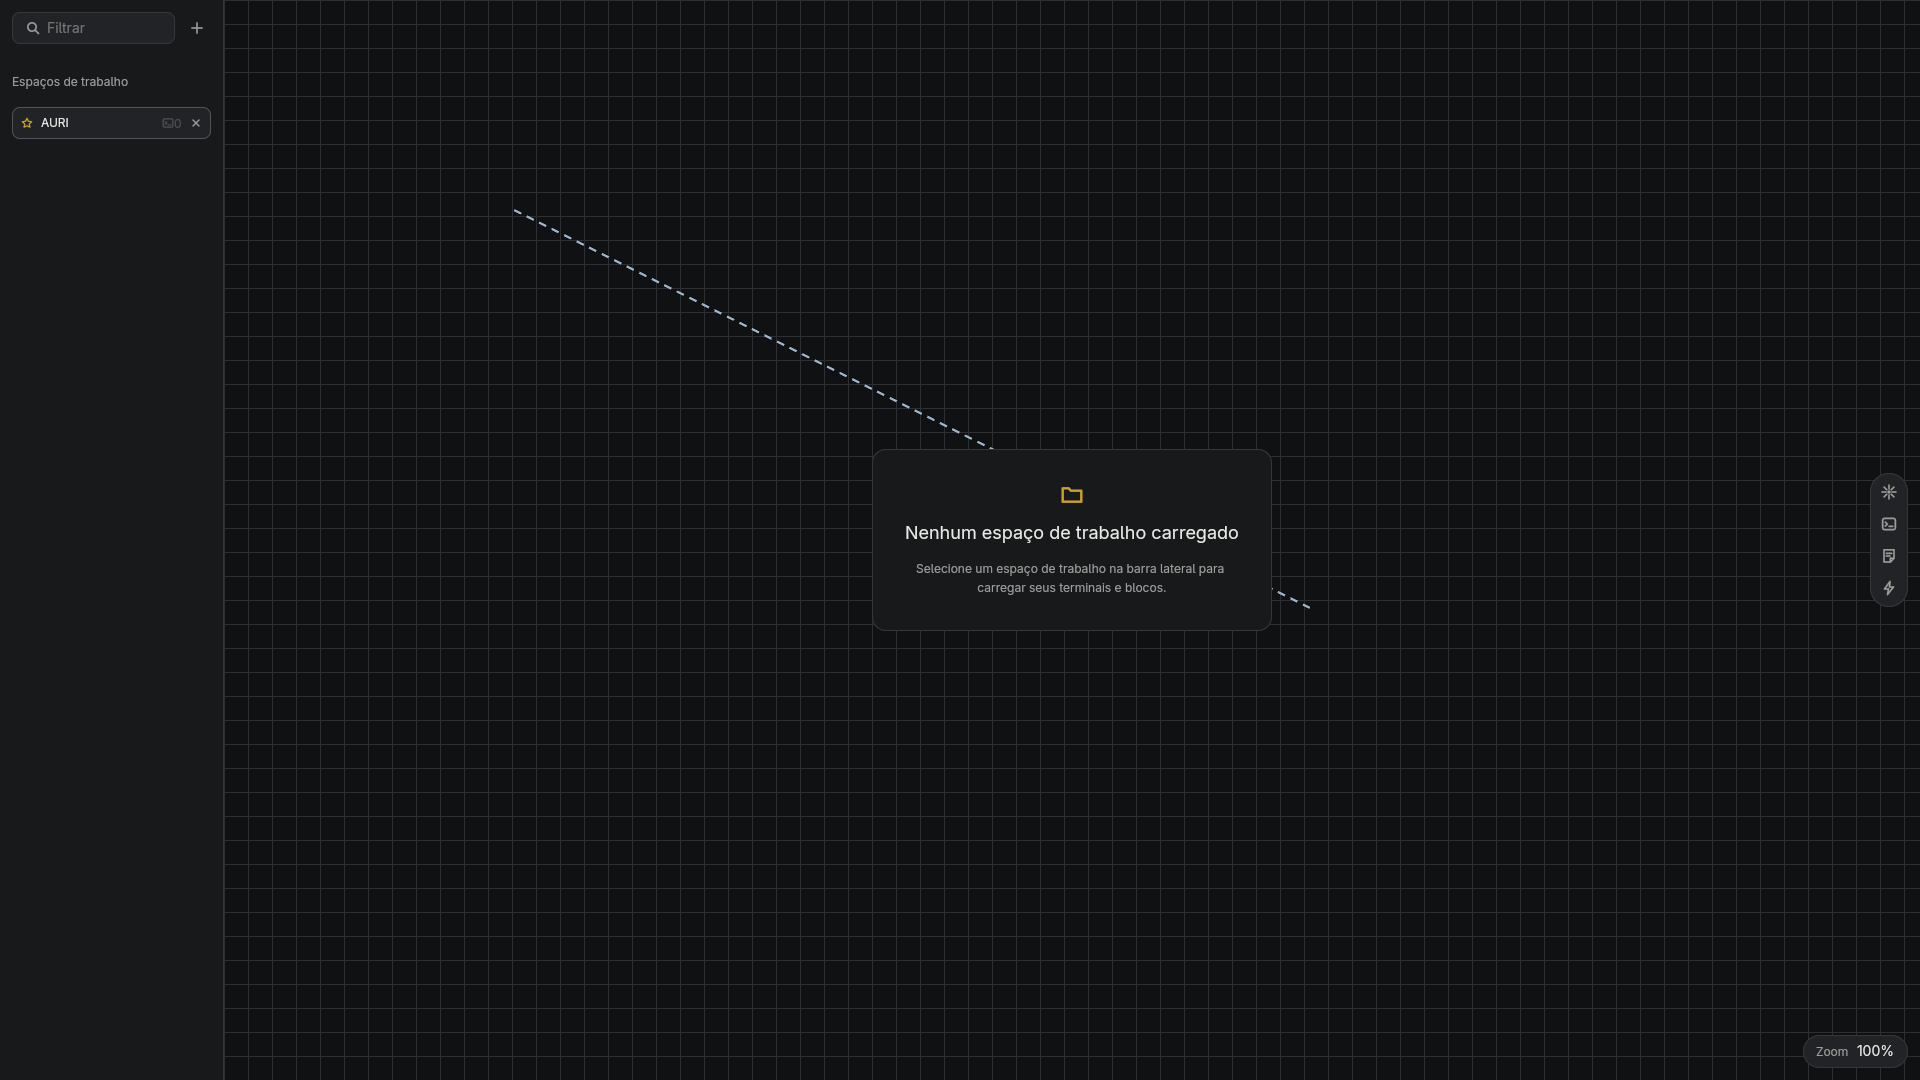 Filtrar
Espaços de trabalho
AURI
0
Nenhum espaço de trabalho carregado
Selecione um espaço de trabalho na barra lateral para
carregar seus terminais e blocos.
Zoom 100%